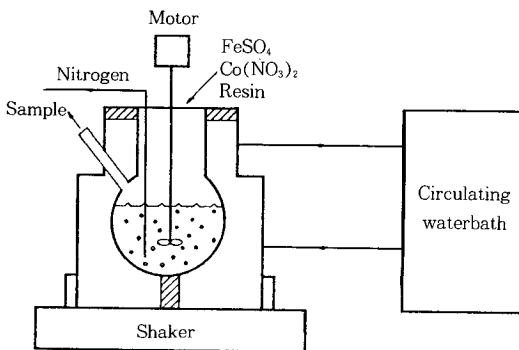 Motor
FeSO₄
Co(NO₃)₂
Resin
Nitrogen
Sample
Circulating
waterbath
Shaker